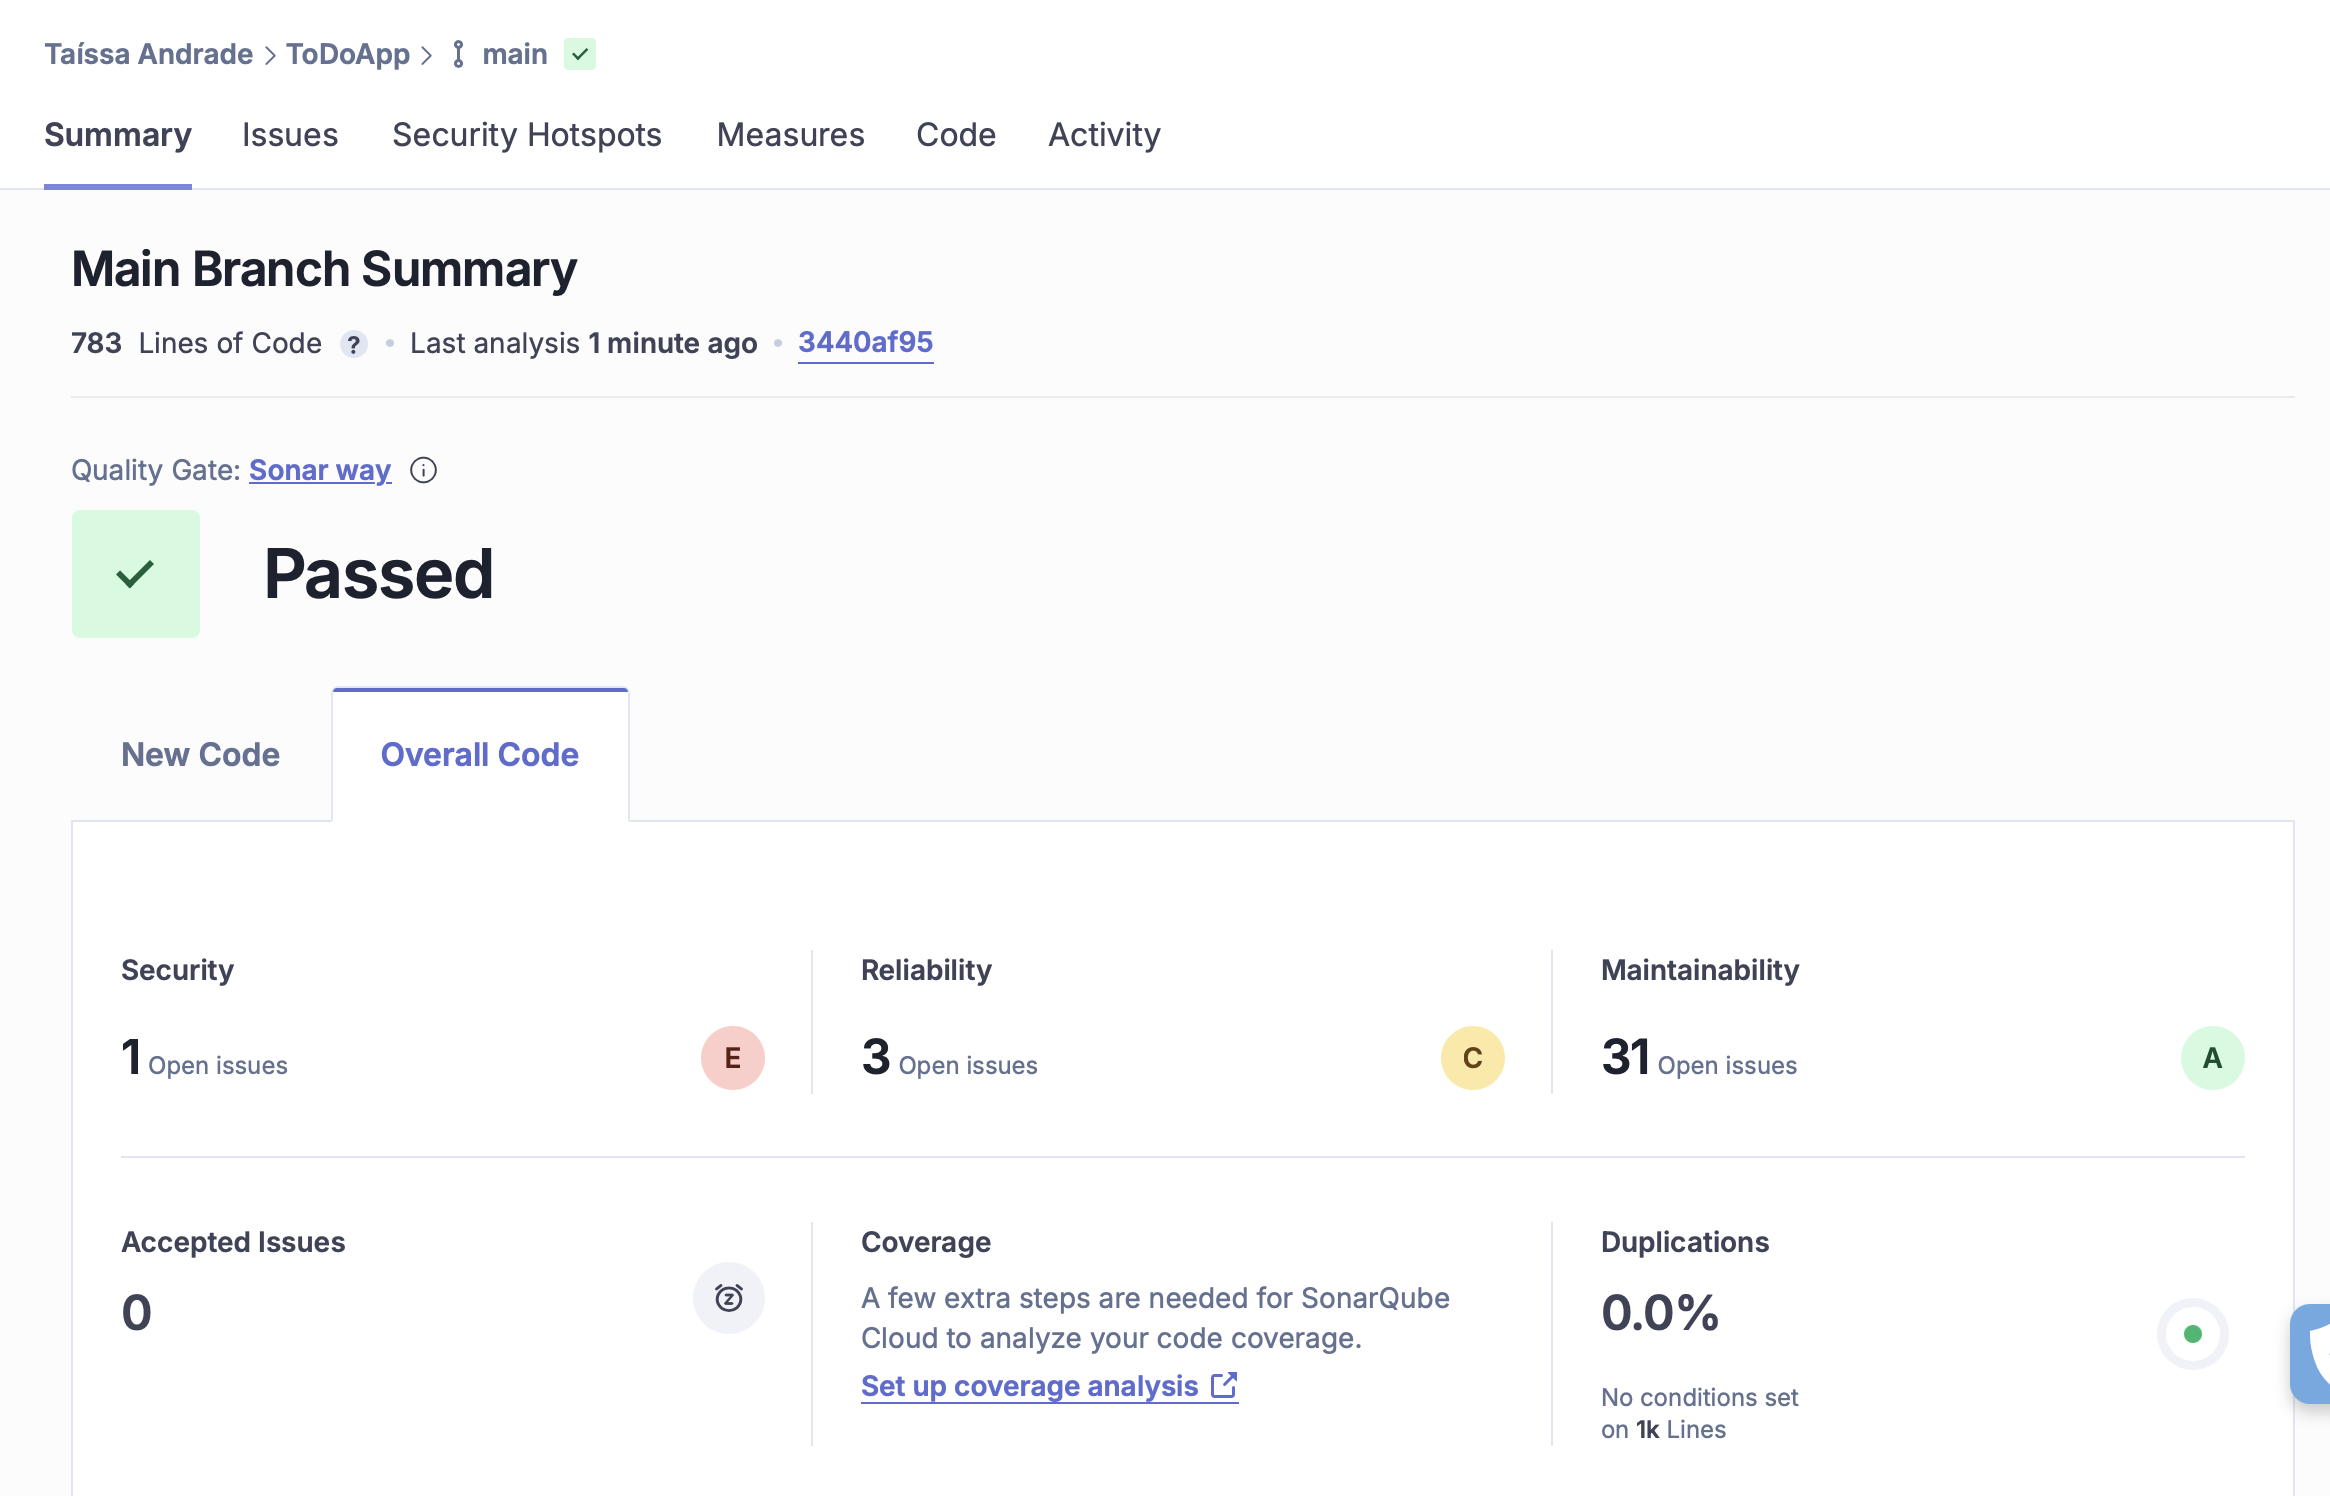 Taíssa Andrade > ToDoApp > main
Summary Issues Security Hotspots Measures Code Activity
Main Branch Summary
783 Lines of Code ? • Last analysis 1 minute ago • 3440af95
Quality Gate: Sonar way
Passed
New Code Overall Code
Security
1 Open issues E
Reliability
3 Open issues C
Maintainability
31 Open issues A
Accepted Issues
0
Coverage
A few extra steps are needed for SonarQube
Cloud to analyze your code coverage.
Set up coverage analysis
Duplications
0.0%
No conditions set
on 1k Lines